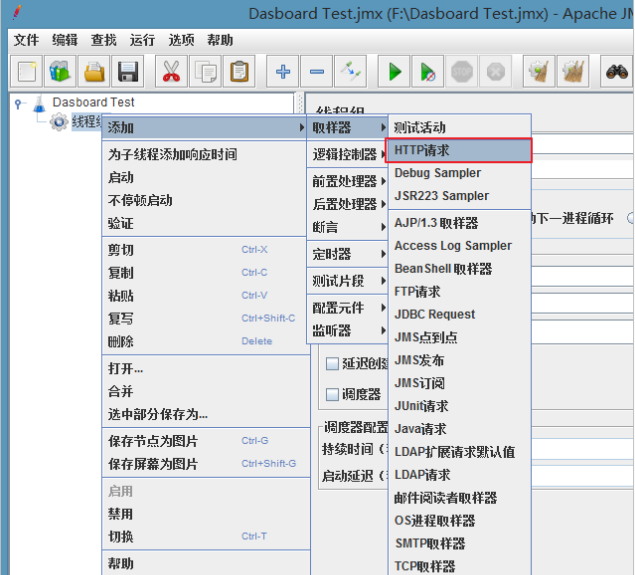 Dasboard Test.jmx (F:\Dasboard Test.jmx) - Apache JM
文件 编辑 查找 运行 选项 帮助
Dasboard Test
线程组
线程组
添加
为子线程添加响应时间
启动
不停顿启动
验证
剪切 Ctrl-X
复制 Ctrl-C
粘贴 Ctrl-V
复写 Ctrl+Shift-C
删除 Delete
打开...
合并
选中部分保存为...
保存节点为图片 Ctrl-G
保存屏幕为图片 Ctrl+Shift-G
启用
禁用
切换 Ctrl-T
帮助
取样器
逻辑控制器
前置处理器
后置处理器
断言
定时器
测试片段
配置元件
监听器
测试活动
HTTP请求
Debug Sampler
JSR223 Sampler
AJP/1.3 取样器
Access Log Sampler
BeanShell 取样器
FTP请求
JDBC Request
JMS点到点
JMS发布
JMS订阅
JUnit请求
Java请求
LDAP扩展请求默认值
LDAP请求
邮件阅读者取样器
OS进程取样器
SMTP取样器
TCP取样器
下一进程循环
延迟创建
调度器
调度器配置
持续时间（
启动延迟（